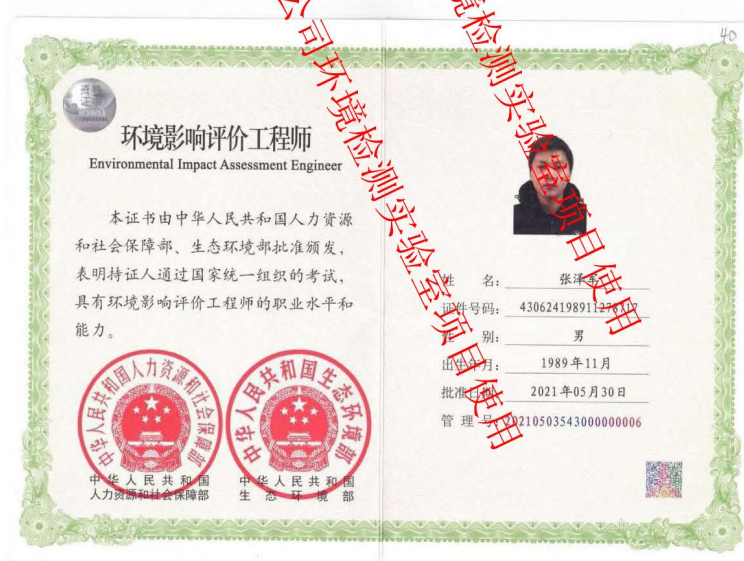 40
环境影响评价工程师
Environmental Impact Assessment Engineer
本证书由中华人民共和国人力资源
和社会保障部、生态环境部批准颁发，
表明持证人通过国家统一组织的考试，
具有环境影响评价工程师的职业水平和
能力。
中华人民共和国人力资源和社会保障部
中华人民共和国生态环境部
中华人民共和国
人力资源和社会保障部
中华人民共和国
生态环境部
姓名：张泽
证件号码：
性别：男
出生年月：1989年11月
批准日期：2021年05月30日
管理号：20210503543000000006
公司环境检测实验室项目使用
境检测实验室项目使用